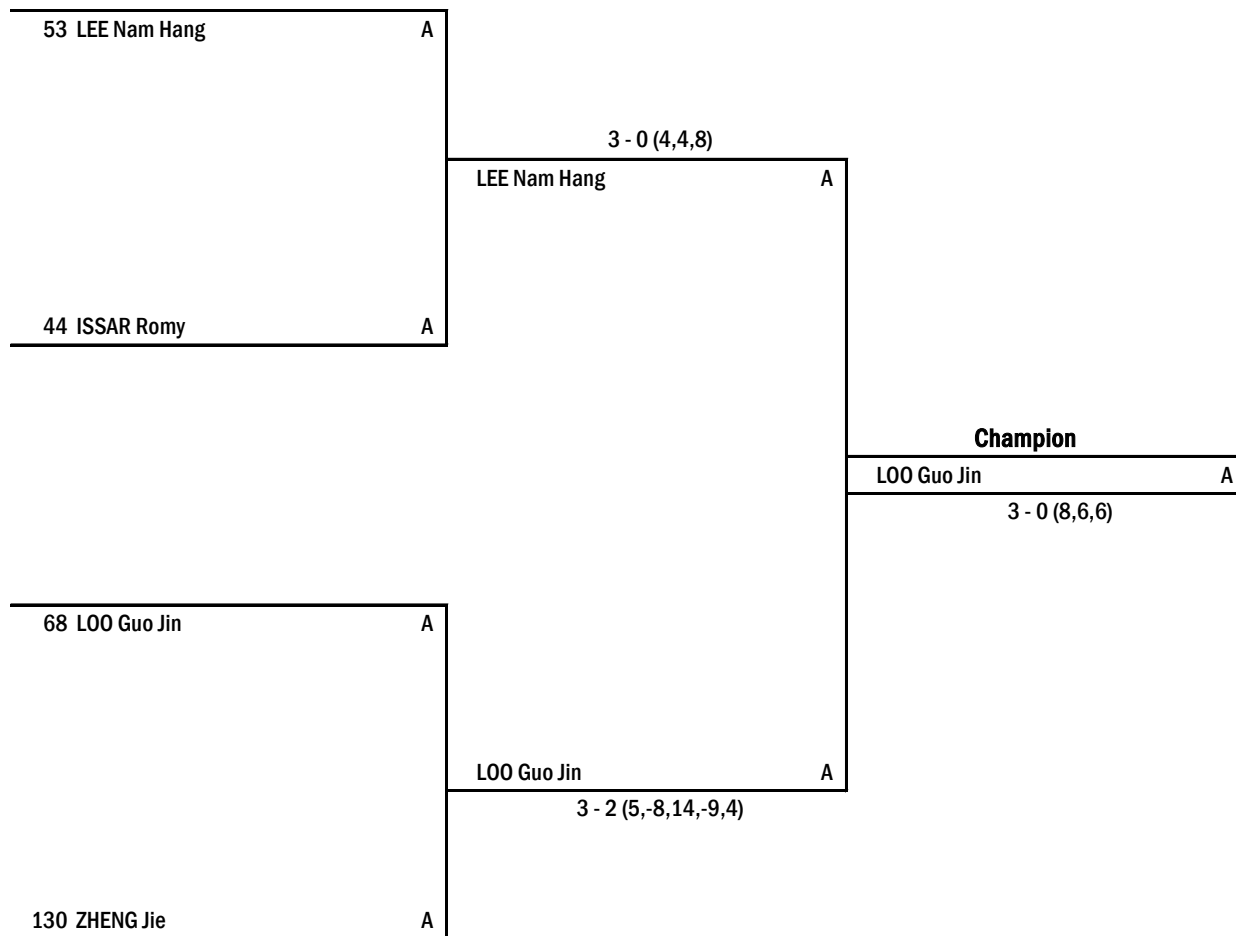 53 LEE Nam Hang A
3 - 0 (4,4,8)
LEE Nam Hang A
44 ISSAR Romy A
Champion
LOO Guo Jin A
3 - 0 (8,6,6)
68 LOO Guo Jin A
LOO Guo Jin A
3 - 2 (5,-8,14,-9,4)
130 ZHENG Jie A